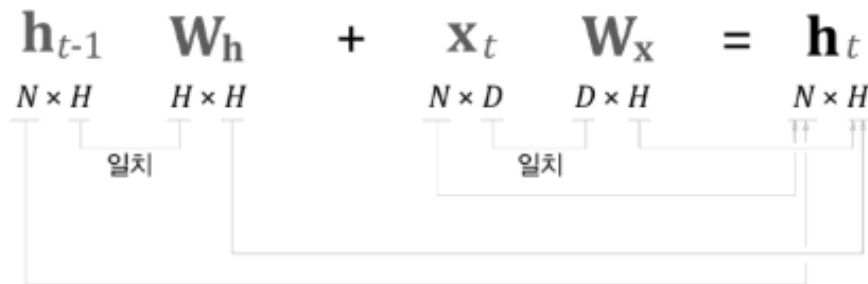 h_{t-1} W_h + x_t W_x = h_t
N × H H × H N × D D × H N × H
일치 일치